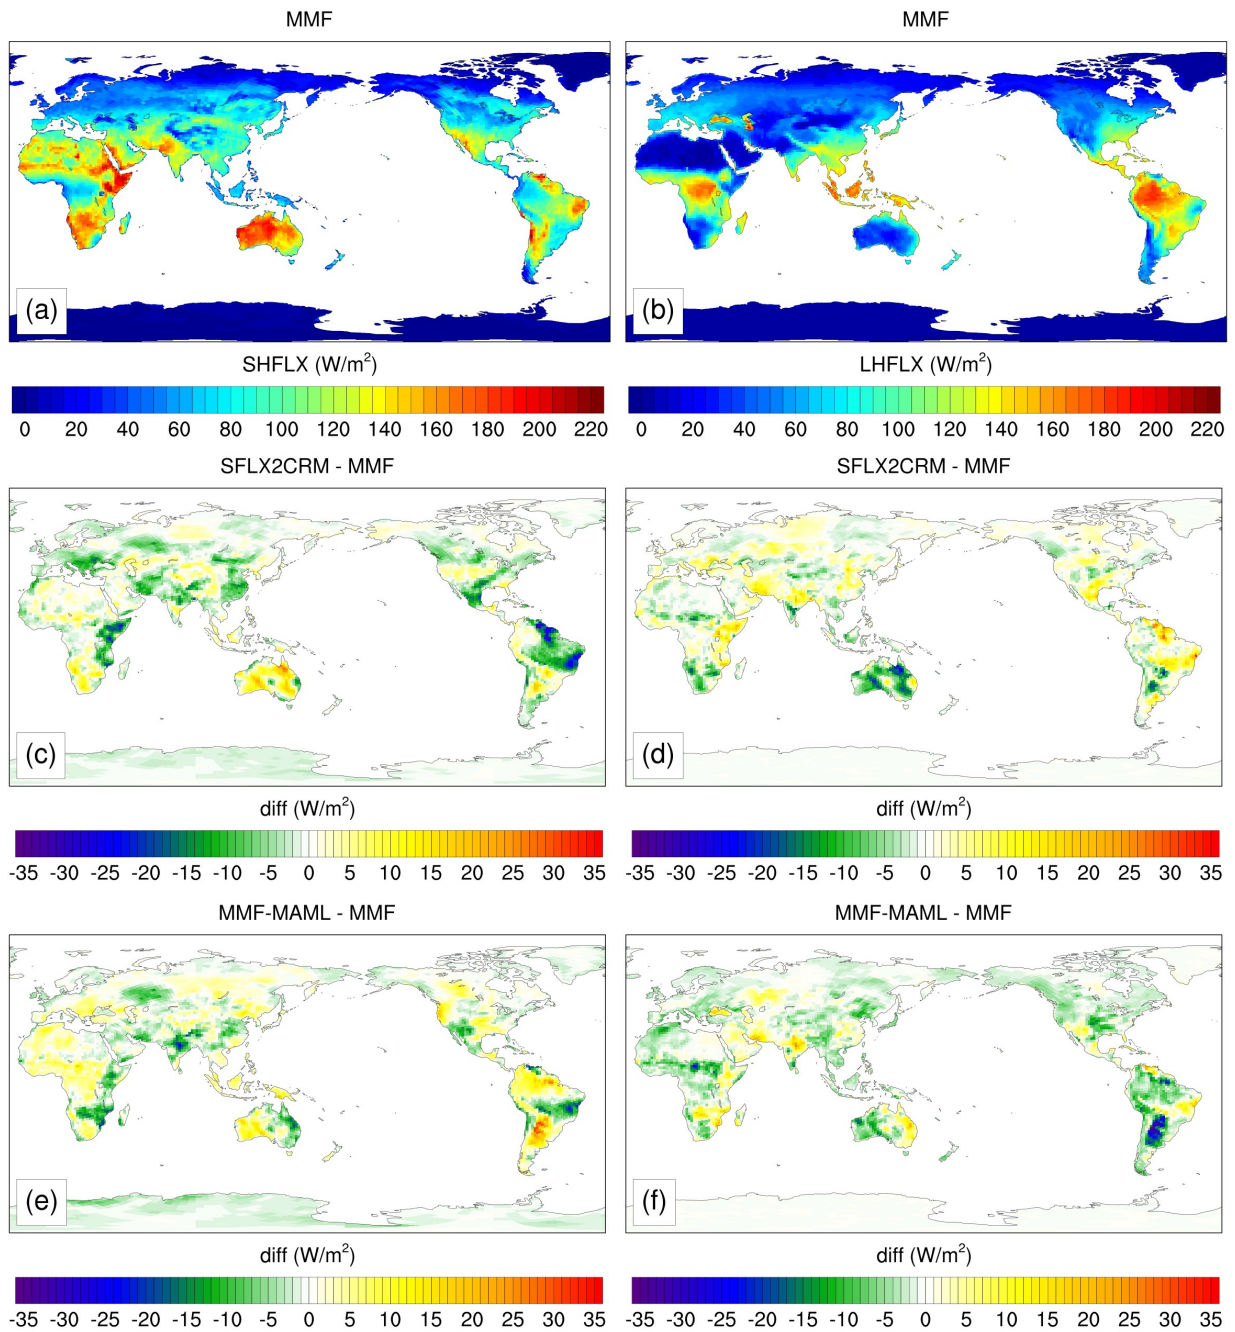 MMF MMF
(a) (b)
SHFLX (W/m²) LHFLX (W/m²)
0 20 40 60 80 100 120 140 160 180 200 220 0 20 40 60 80 100 120 140 160 180 200 220
SFLX2CRM - MMF SFLX2CRM - MMF
(c) (d)
diff (W/m²) diff (W/m²)
-35 -30 -25 -20 -15 -10 -5 0 5 10 15 20 25 30 35 -35 -30 -25 -20 -15 -10 -5 0 5 10 15 20 25 30 35
MMF-MAML - MMF MMF-MAML - MMF
(e) (f)
diff (W/m²) diff (W/m²)
-35 -30 -25 -20 -15 -10 -5 0 5 10 15 20 25 30 35 -35 -30 -25 -20 -15 -10 -5 0 5 10 15 20 25 30 35